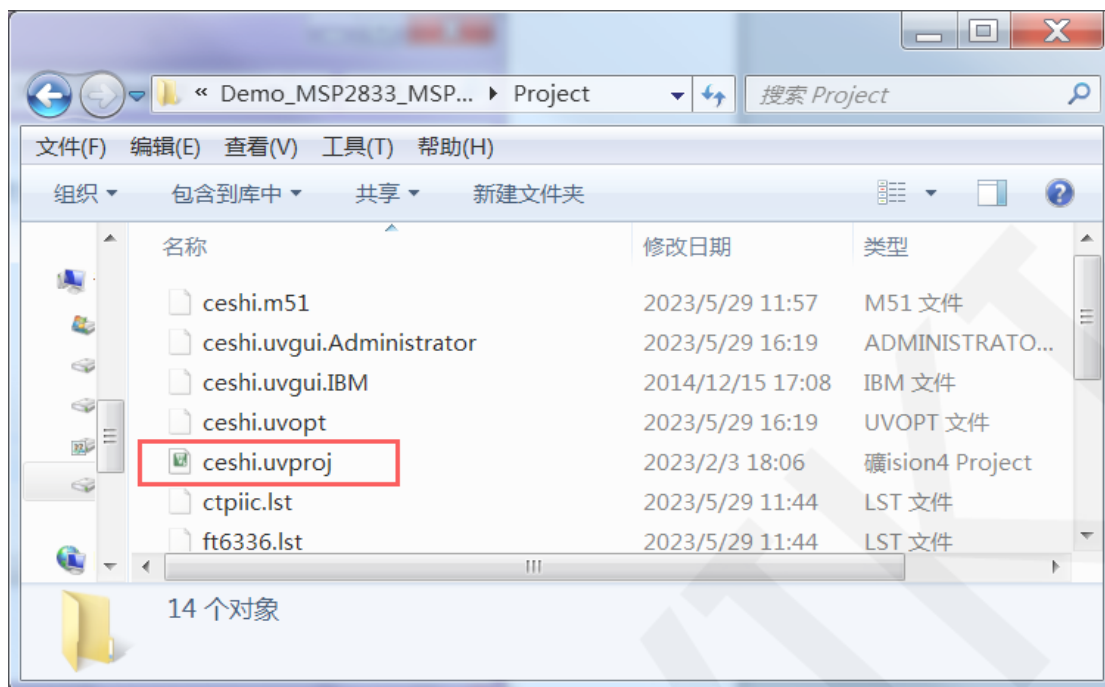 « Demo_MSP2833_MSP... Project 搜索 Project
文件(F) 编辑(E) 查看(V) 工具(T) 帮助(H)
组织 包含到库中 共享 新建文件夹
名称 修改日期 类型
ceshi.m51 2023/5/29 11:57 M51 文件
ceshi.uvgui.Administrator 2023/5/29 16:19 ADMINISTRATO...
ceshi.uvgui.IBM 2014/12/15 17:08 IBM 文件
ceshi.uvopt 2023/5/29 16:19 UVOPT 文件
ceshi.uvproj 2023/2/3 18:06 礦ision4 Project
ctpiic.lst 2023/5/29 11:44 LST 文件
ft6336.lst 2023/5/29 11:44 LST 文件
14 个对象